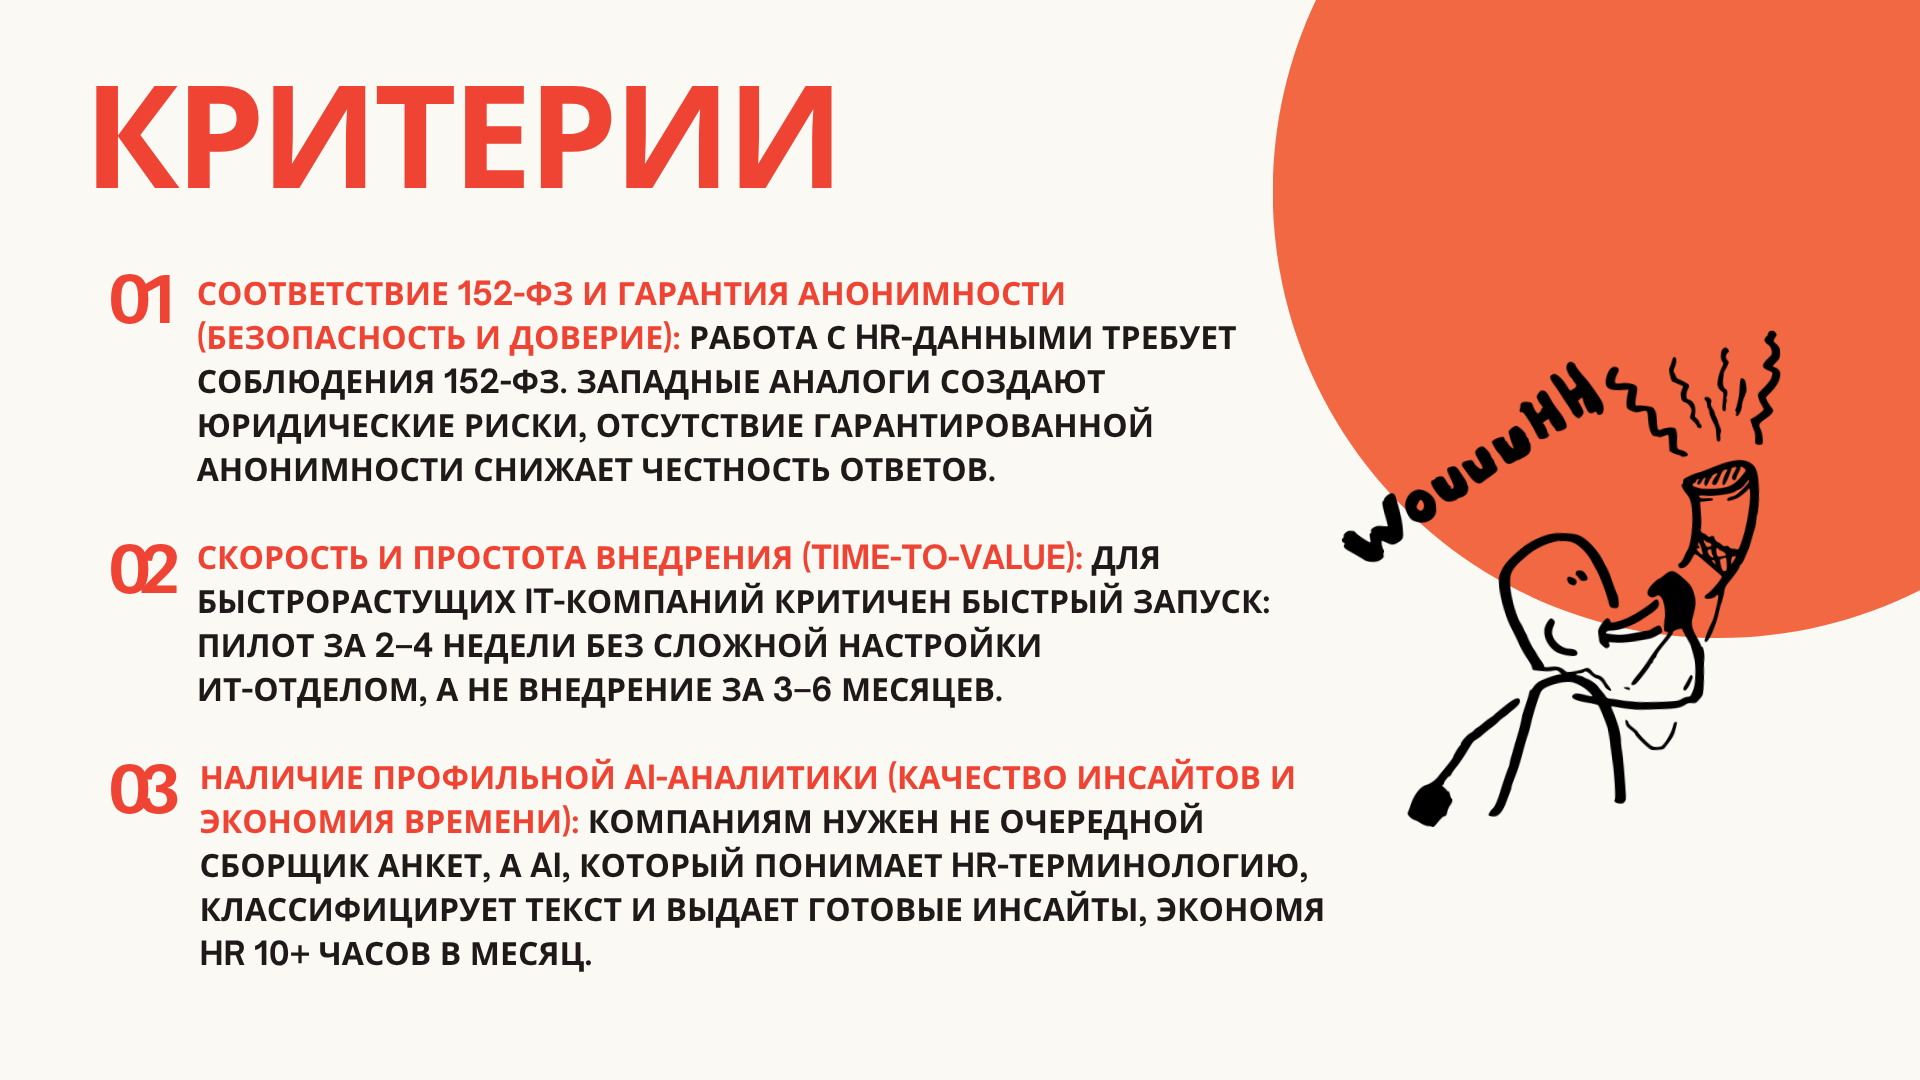 КРИТЕРИИ
01
СООТВЕТСТВИЕ 152-ФЗ И ГАРАНТИЯ АНОНИМНОСТИ
(БЕЗОПАСНОСТЬ И ДОВЕРИЕ): РАБОТА С HR-ДАННЫМИ ТРЕБУЕТ
СОБЛЮДЕНИЯ 152-ФЗ. ЗАПАДНЫЕ АНАЛОГИ СОЗДАЮТ
ЮРИДИЧЕСКИЕ РИСКИ, ОТСУТСТВИЕ ГАРАНТИРОВАННОЙ
АНОНИМНОСТИ СНИЖАЕТ ЧЕСТНОСТЬ ОТВЕТОВ.
02
СКОРОСТЬ И ПРОСТОТА ВНЕДРЕНИЯ (TIME-TO-VALUE): ДЛЯ
БЫСТРОРАСТУЩИХ IT-КОМПАНИЙ КРИТИЧЕН БЫСТРЫЙ ЗАПУСК:
ПИЛОТ ЗА 2–4 НЕДЕЛИ БЕЗ СЛОЖНОЙ НАСТРОЙКИ
ИТ-ОТДЕЛОМ, А НЕ ВНЕДРЕНИЕ ЗА 3–6 МЕСЯЦЕВ.
03
НАЛИЧИЕ ПРОФИЛЬНОЙ AI-АНАЛИТИКИ (КАЧЕСТВО ИНСАЙТОВ И
ЭКОНОМИЯ ВРЕМЕНИ): КОМПАНИЯМ НУЖЕН НЕ ОЧЕРЕДНОЙ
СБОРЩИК АНКЕТ, А AI, КОТОРЫЙ ПОНИМАЕТ HR-ТЕРМИНОЛОГИЮ,
КЛАССИФИЦИРУЕТ ТЕКСТ И ВЫДАЕТ ГОТОВЫЕ ИНСАЙТЫ, ЭКОНОМЯ
HR 10+ ЧАСОВ В МЕСЯЦ.
WouuuHH